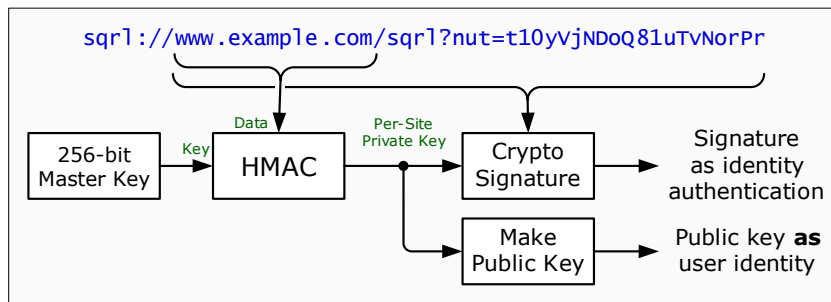 sqrl://www.example.com/sqrl?nut=t1OyVjNDoQ81uTvNorPr
Data
Per-Site
Private Key
Key
256-bit
Master Key
HMAC
Crypto
Signature
Signature
as identity
authentication
Make
Public Key
Public key as
user identity